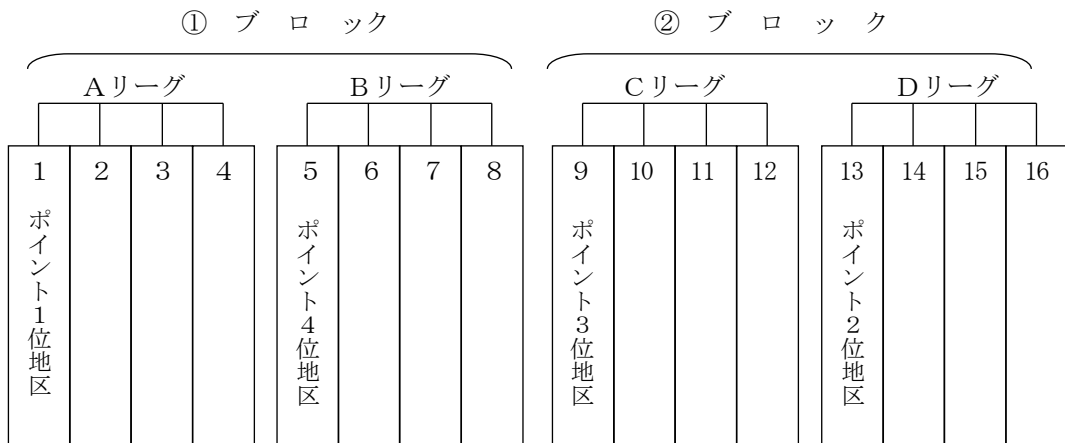 ① ブ ロ ック ② ブ ロ ッ ク
Aリーグ Bリーグ Cリーグ Dリーグ
1 2 3 4 5 6 7 8 9 10 11 12 13 14 15 16
ポイント1位地区
ポイント4位地区
ポイント3位地区
ポイント2位地区